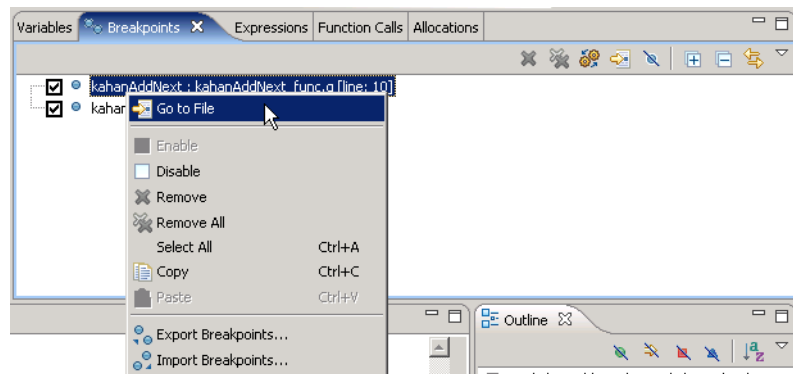 Variables Breakpoints Expressions Function Calls Allocations
kahanAddNext : kahanAddNext_func.g [line: 10]
kahan
Go to File
Enable
Disable
Remove
Remove All
Select All Ctrl+A
Copy Ctrl+C
Paste Ctrl+V
Export Breakpoints...
Import Breakpoints...
Outline